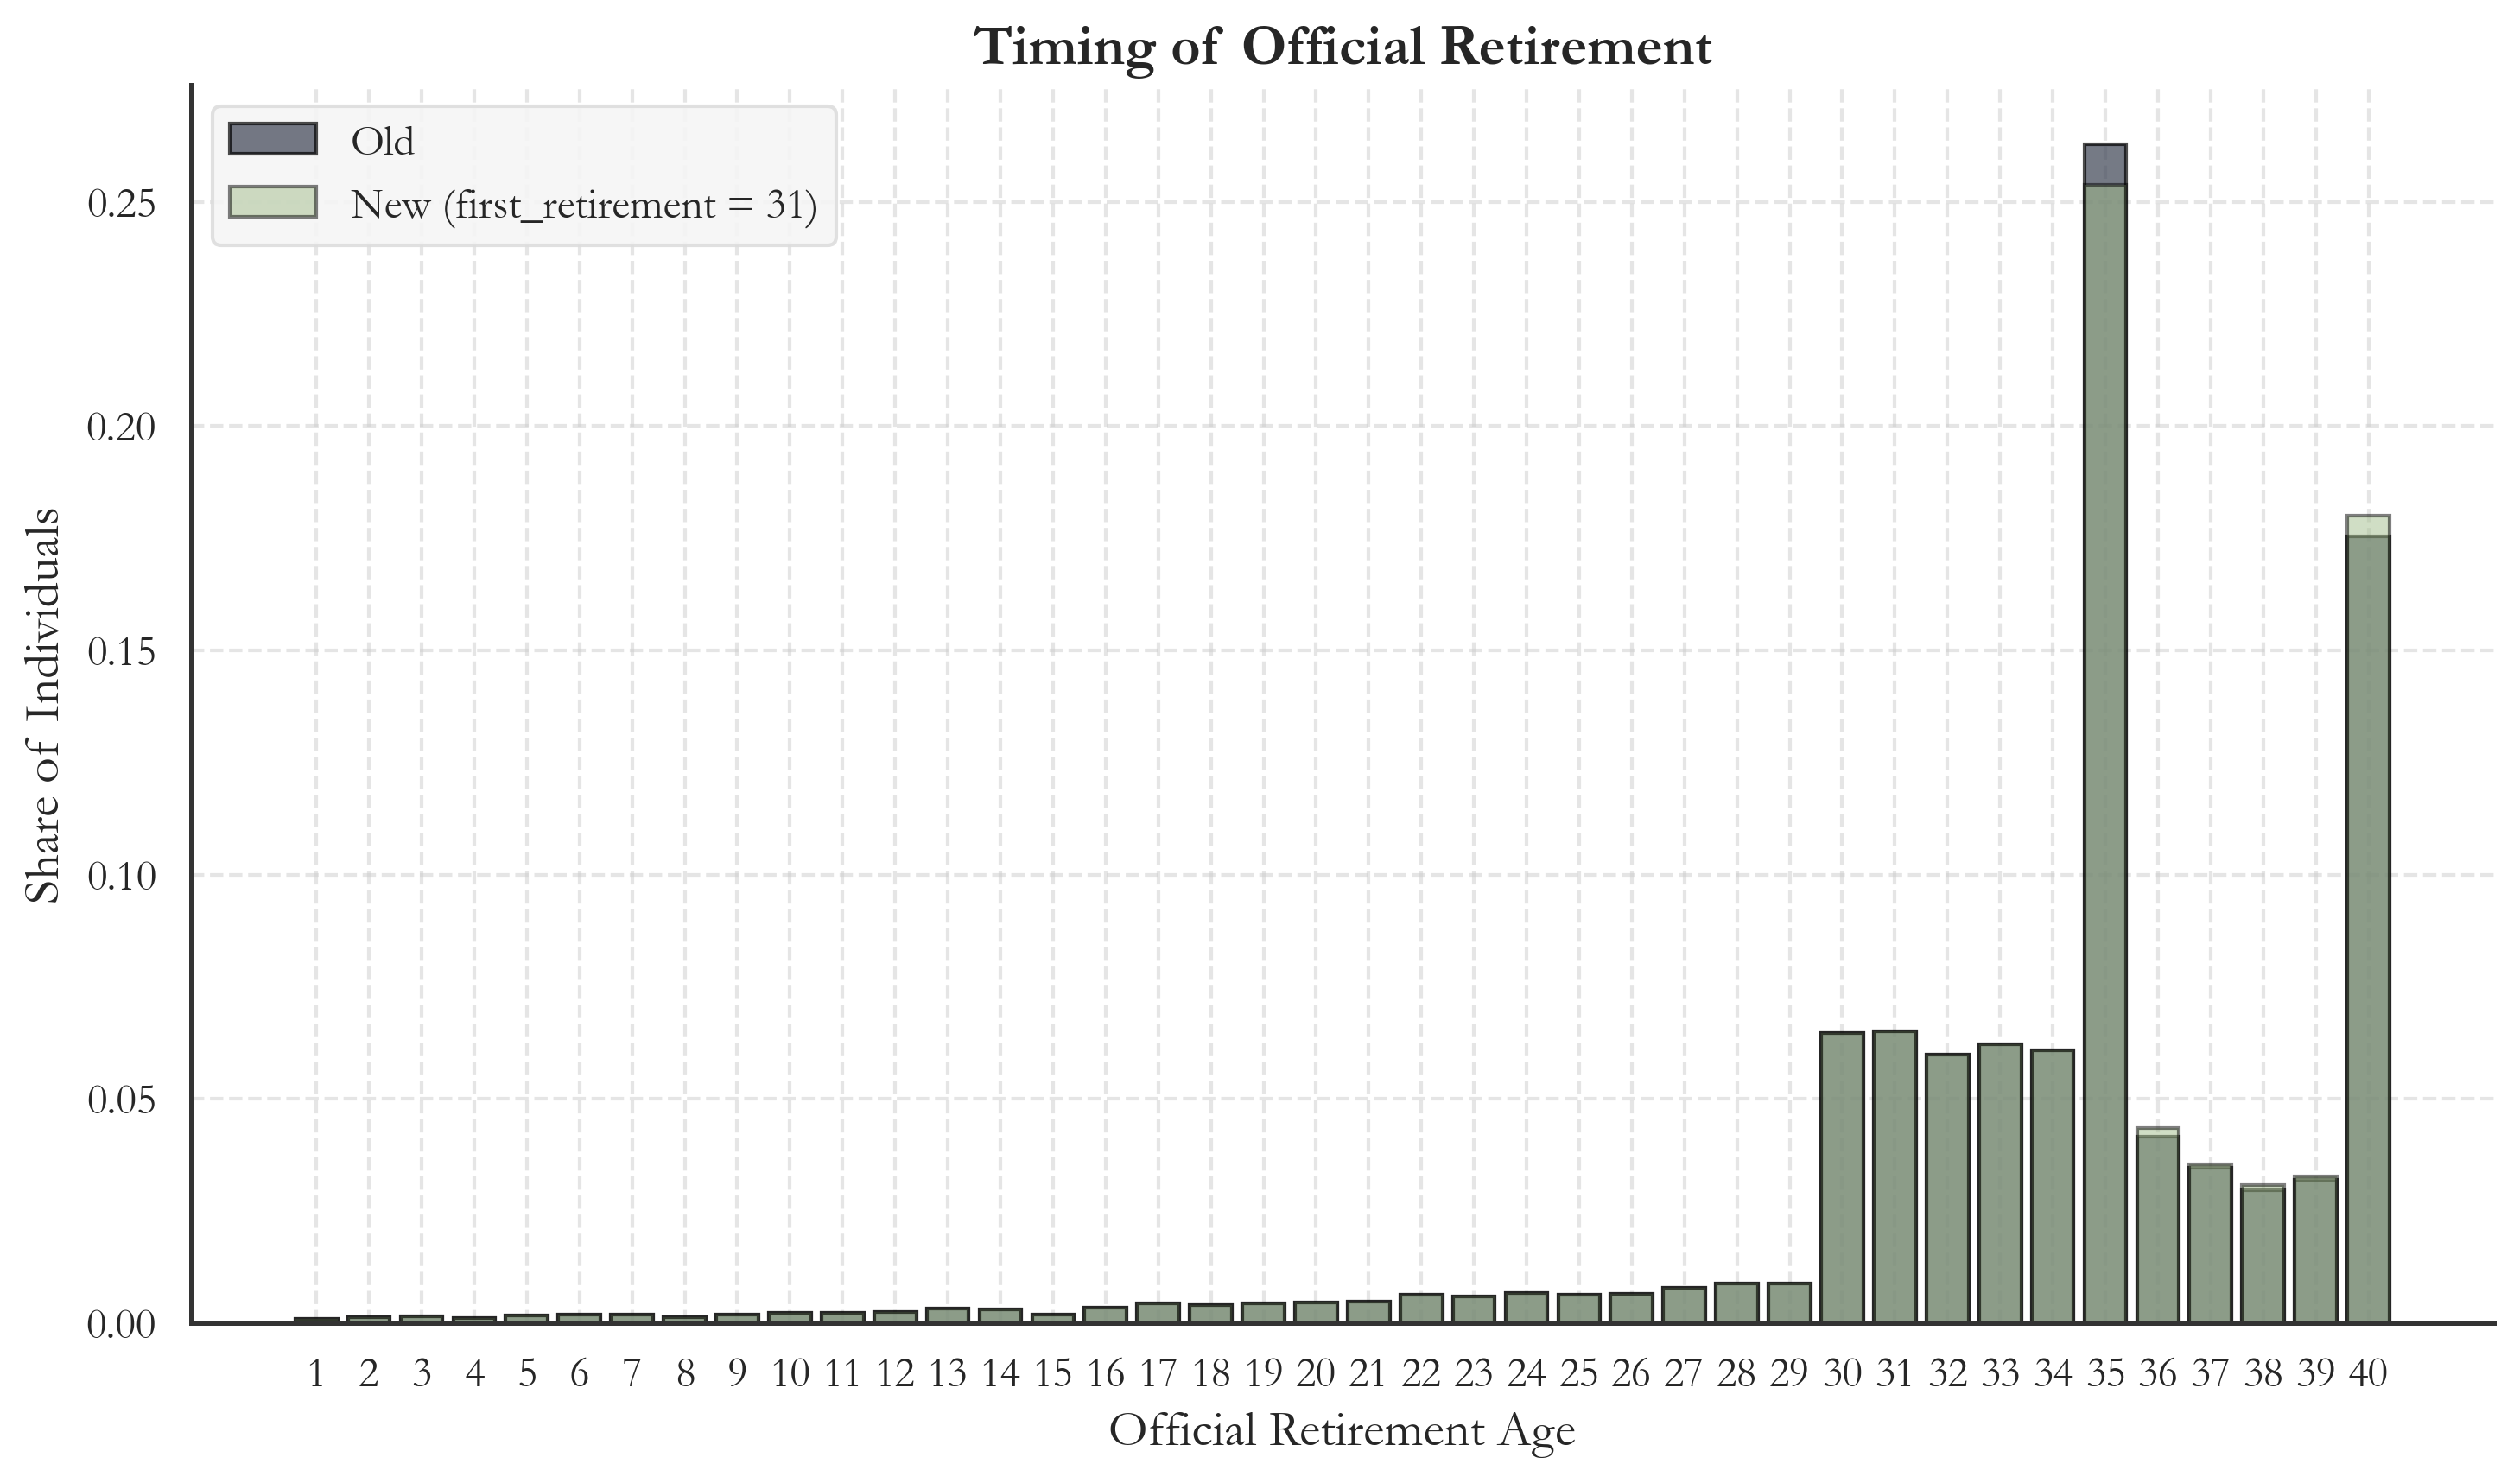 Timing of Official Retirement
Old
New (first_retirement = 31)
0.25
0.20
0.15
0.10
0.05
0.00
Share of Individuals
1 2 3 4 5 6 7 8 9 10 11 12 13 14 15 16 17 18 19 20 21 22 23 24 25 26 27 28 29 30 31 32 33 34 35 36 37 38 39 40
Official Retirement Age